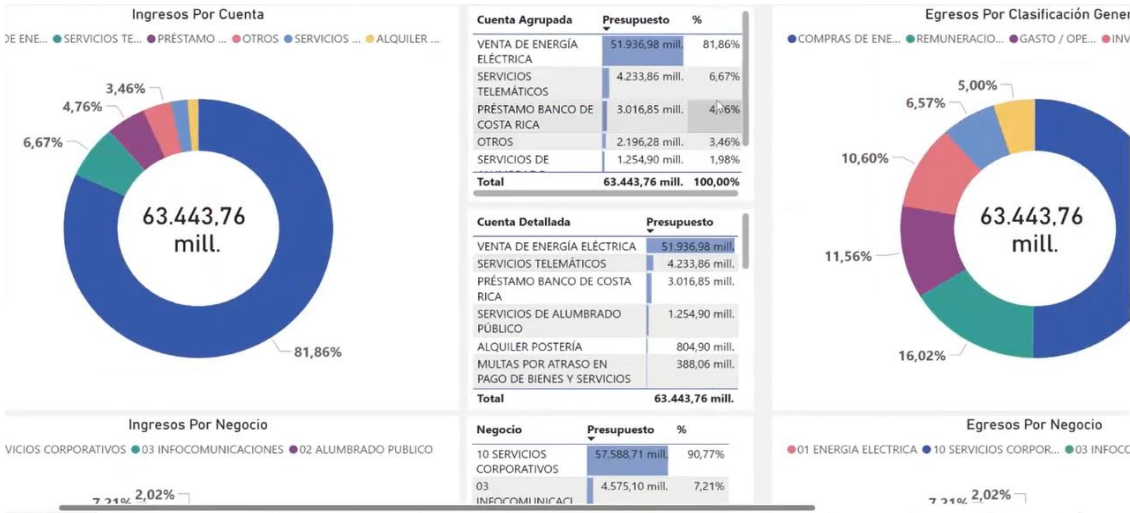 Ingresos Por Cuenta
DE ENE... SERVICIOS TE... PRÉSTAMO ... OTROS SERVICIOS ... ALQUILER ...
3,46%
4,76%
6,67%
63.443,76
mill.
81,86%
Cuenta Agrupada Presupuesto %
VENTA DE ENERGÍA 51.936,98 mill. 81,86%
ELÉCTRICA
SERVICIOS 4.233,86 mill. 6,67%
TELEMÁTICOS
PRÉSTAMO BANCO DE 3.016,85 mill.
COSTA RICA
OTROS 2.196,28 mill. 3,46%
SERVICIOS DE 1.254,90 mill. 1,98%
Total 63.443,76 mill. 100,00%
Cuenta Detallada Presupuesto
VENTA DE ENERGÍA ELÉCTRICA 51.936,98 mill.
SERVICIOS TELEMÁTICOS 4.233,86 mill.
PRÉSTAMO BANCO DE COSTA 3.016,85 mill.
RICA
SERVICIOS DE ALUMBRADO 1.254,90 mill.
PÚBLICO
ALQUILER POSTERÍA 804,90 mill.
MULTAS POR ATRASO EN 388,06 mill.
PAGO DE BIENES Y SERVICIOS
Total 63.443,76 mill.
Egresos Por Clasificación Gener
COMPRAS DE ENE... REMUNERACIO... GASTO / OPE... INV
5,00%
6,57%
10,60%
11,56%
63.443,76
mill.
16,02%
Ingresos Por Negocio
VICIOS CORPORATIVOS 03 INFOCOMUNICACIONES 02 ALUMBRADO PUBLICO
7,21% 2,02%
Negocio Presupuesto %
10 SERVICIOS 57.588,71 mill. 90,77%
CORPORATIVOS
03 4.575,10 mill. 7,21%
INFOCOMUNICACI
Egresos Por Negocio
01 ENERGIA ELECTRICA 10 SERVICIOS CORPOR... 03 INFOCC
7,21% 2,02%